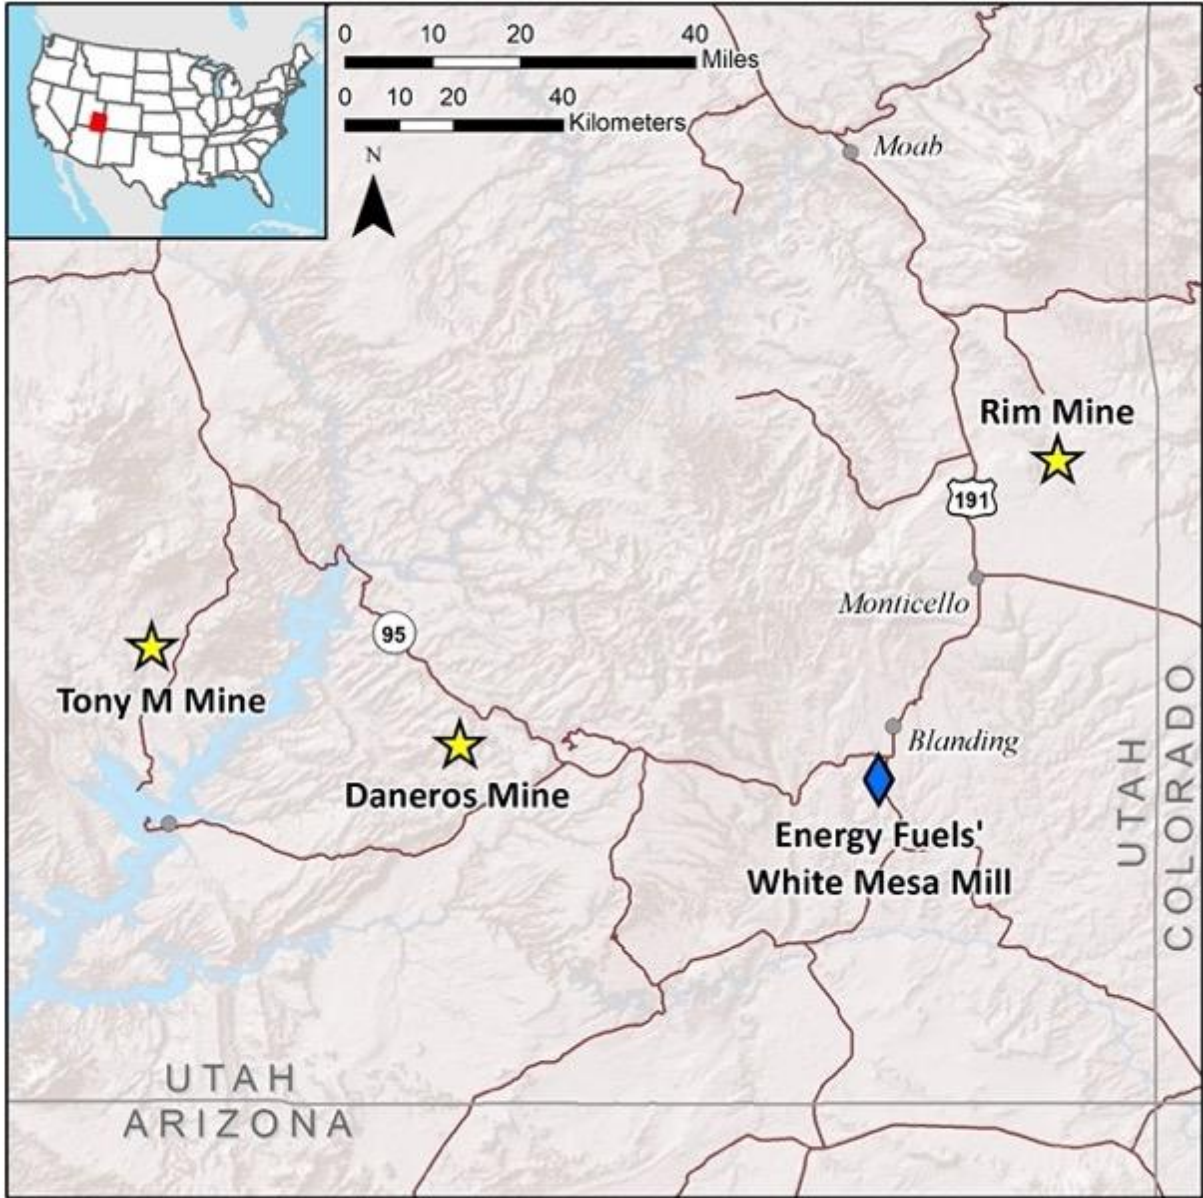 0 10 20 40
Miles
0 10 20 40
Kilometers
N
Moab
Rim Mine
191
Monticello
95
Tony M Mine
Blanding
Daneros Mine
Energy Fuels'
White Mesa Mill
UTAH
COLORADO
UTAH
ARIZONA